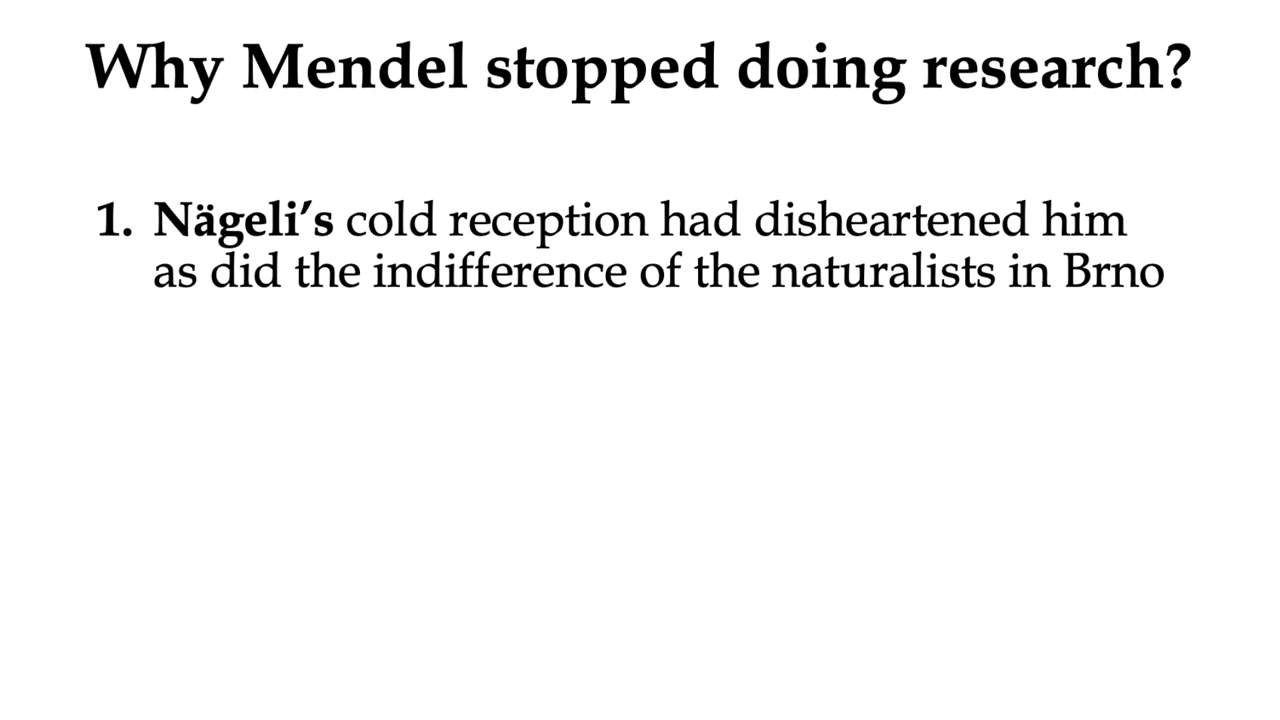 Why Mendel stopped doing research?
1. Nägeli’s cold reception had disheartened him
as did the indifference of the naturalists in Brno